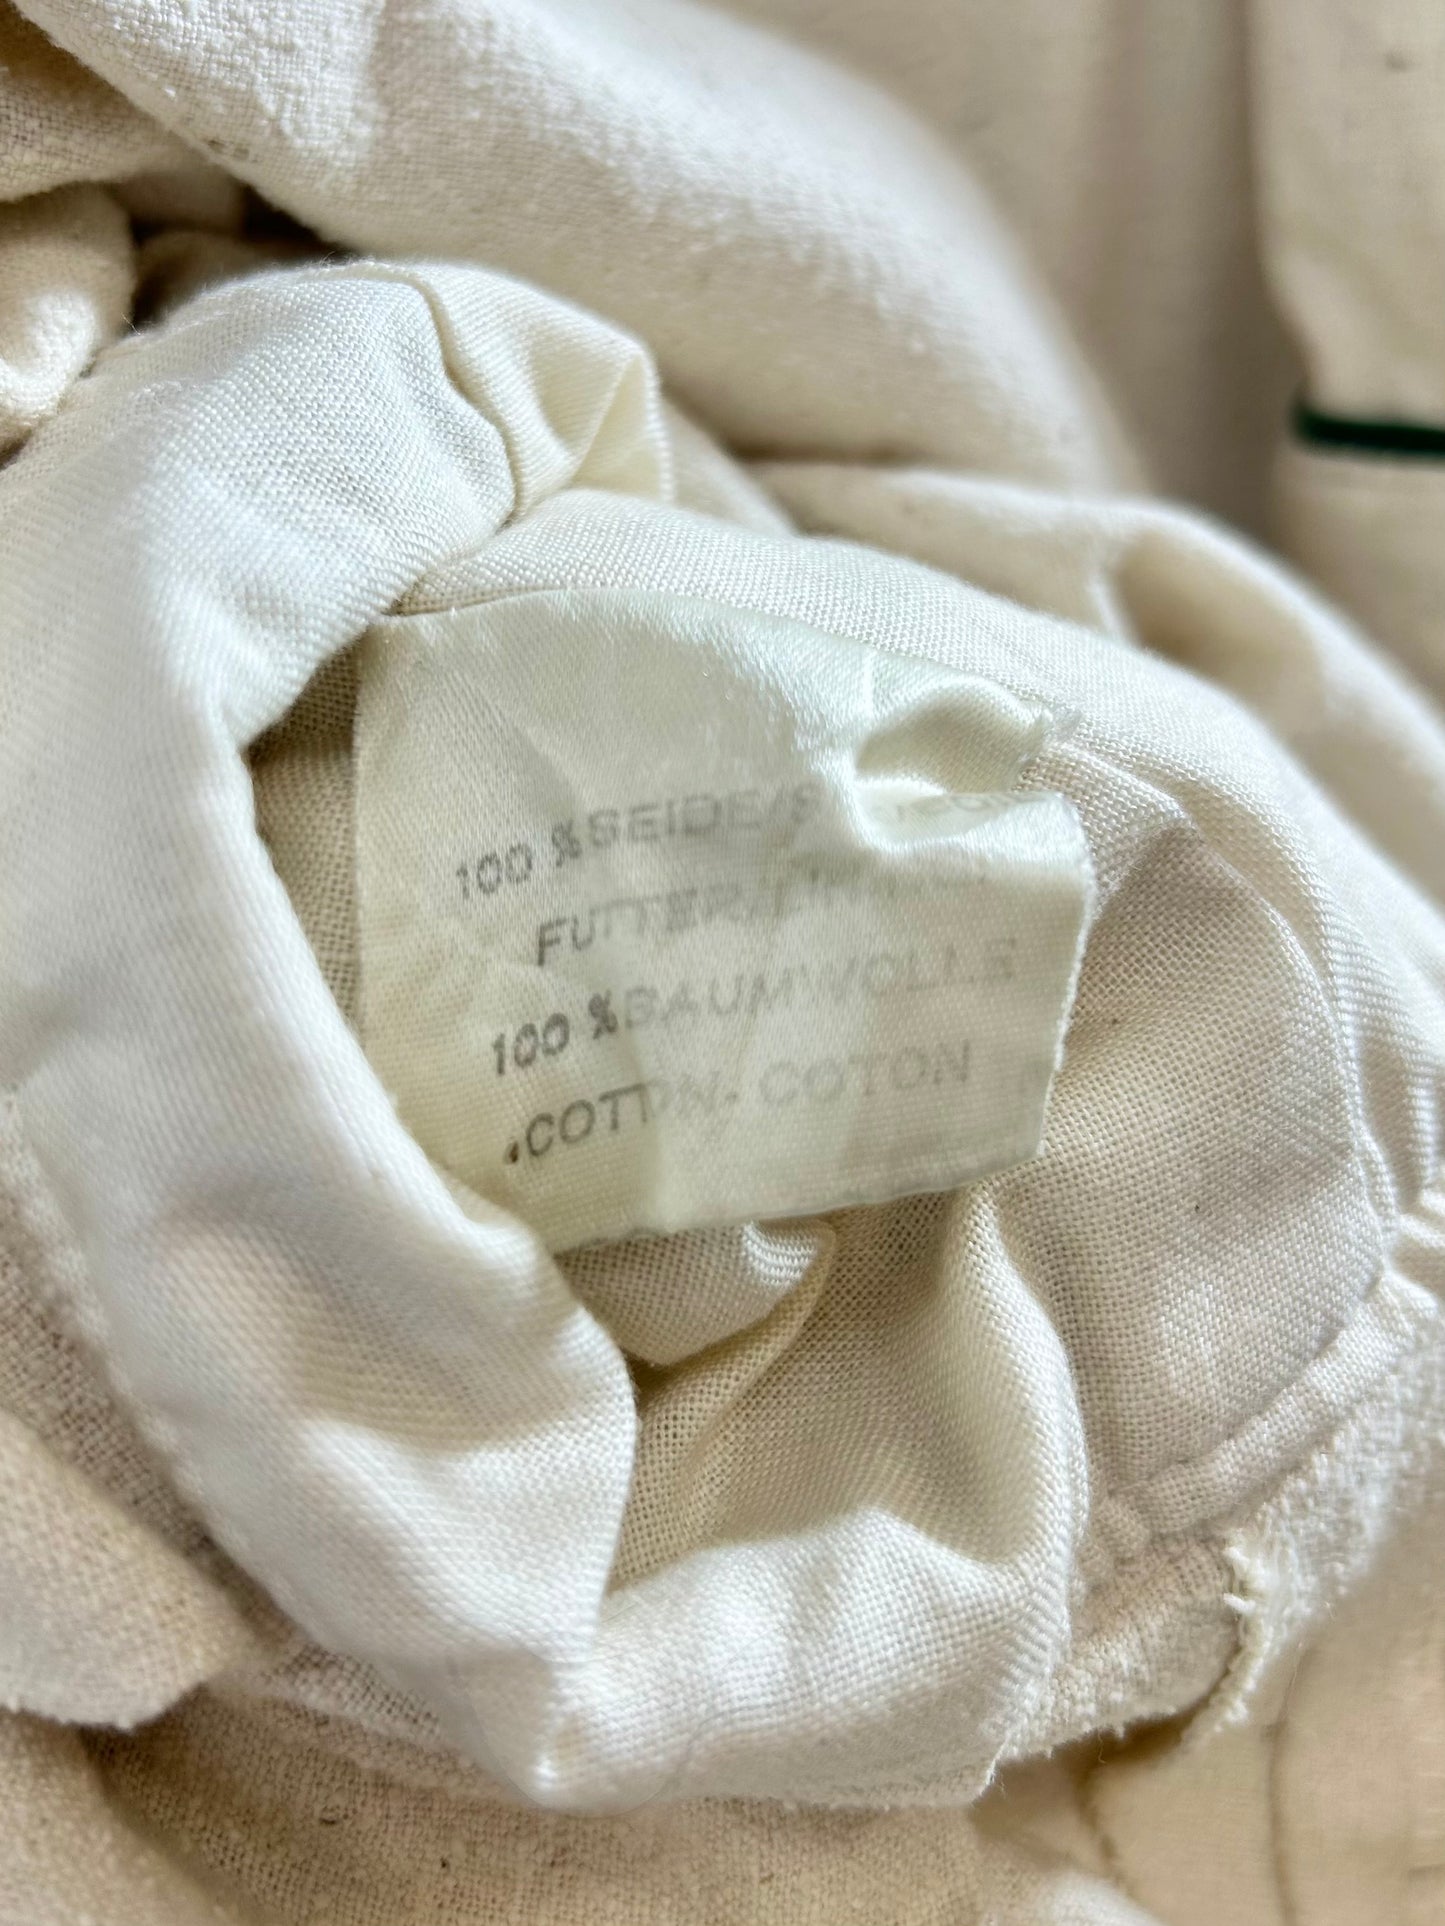 100 % SEIDE/
FUTTER/
100 % BAUMWOLLE
COTTON- COTON